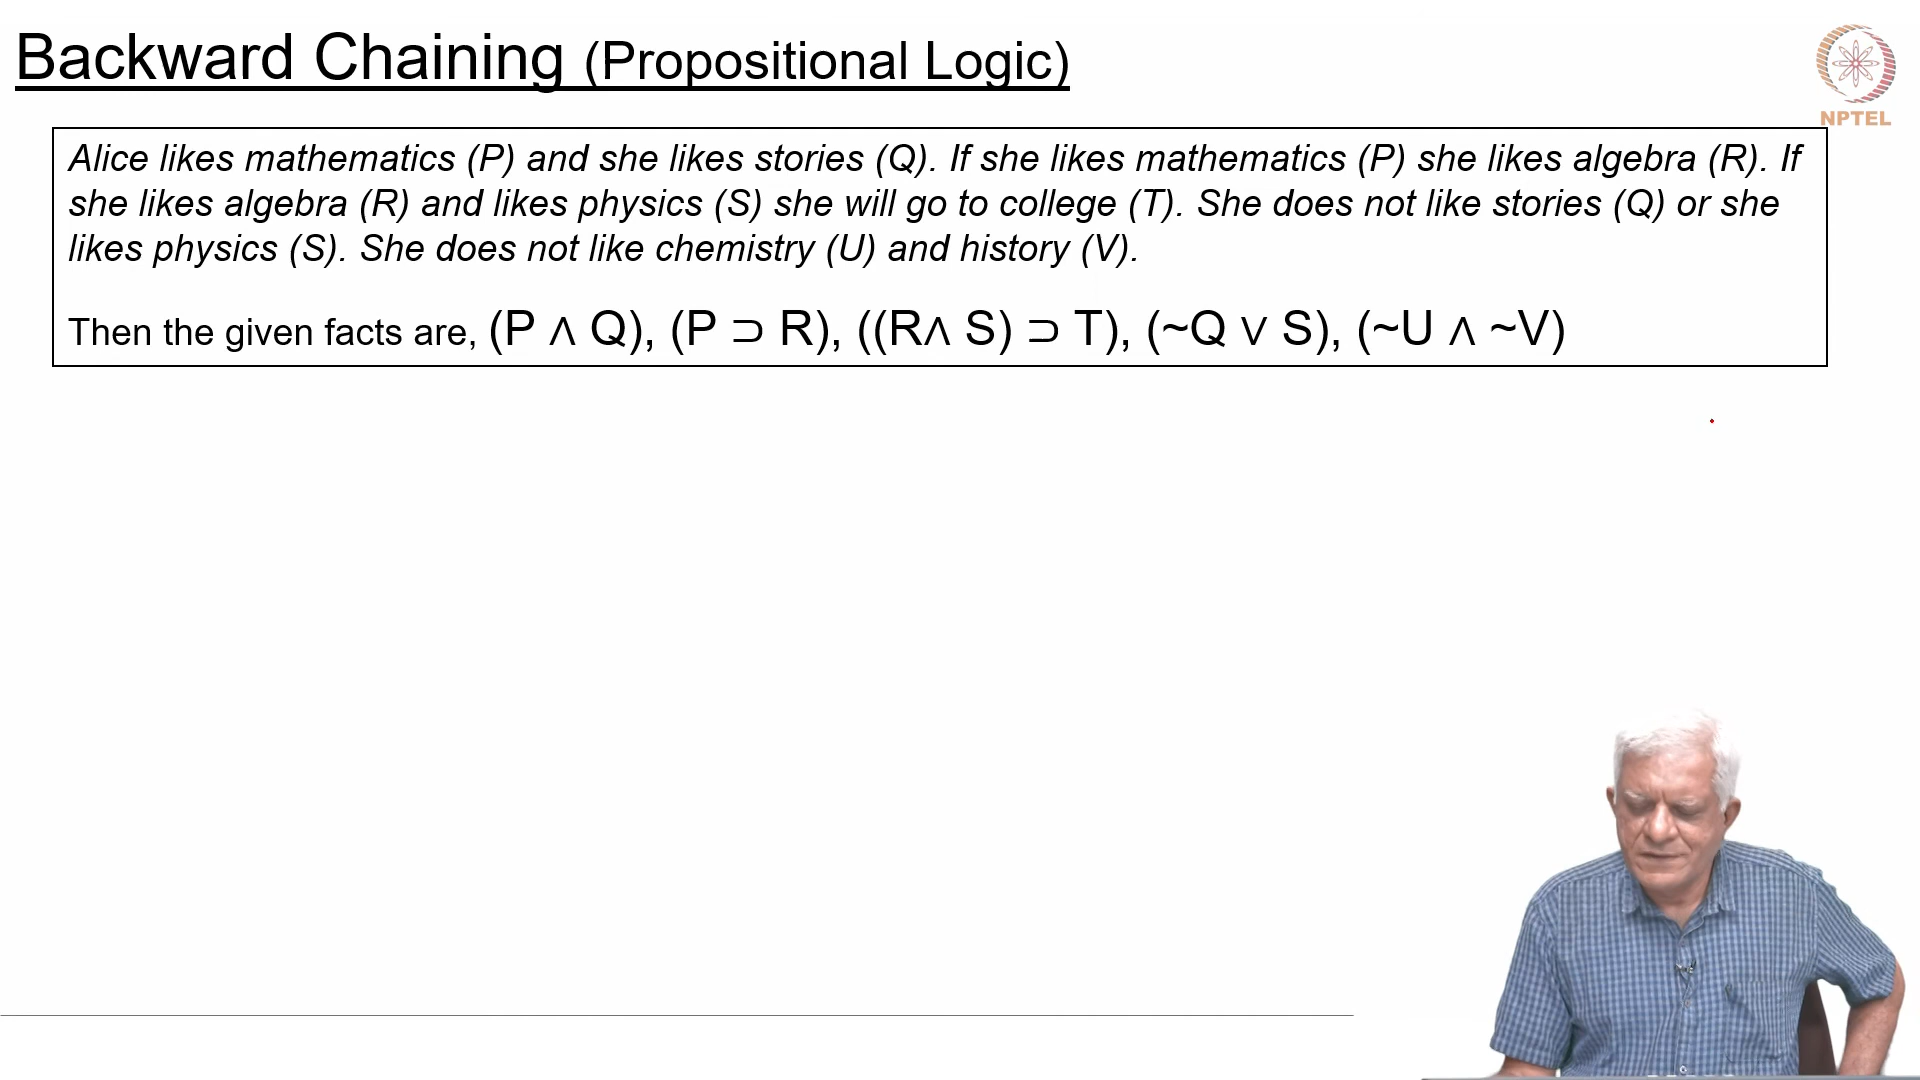 Backward Chaining (Propositional Logic)
NPTEL
Alice likes mathematics (P) and she likes stories (Q). If she likes mathematics (P) she likes algebra (R). If
she likes algebra (R) and likes physics (S) she will go to college (T). She does not like stories (Q) or she
likes physics (S). She does not like chemistry (U) and history (V).
Then the given facts are, (P ∧ Q), (P ⊃ R), ((R∧ S) ⊃ T), (~Q ∨ S), (~U ∧ ~V)